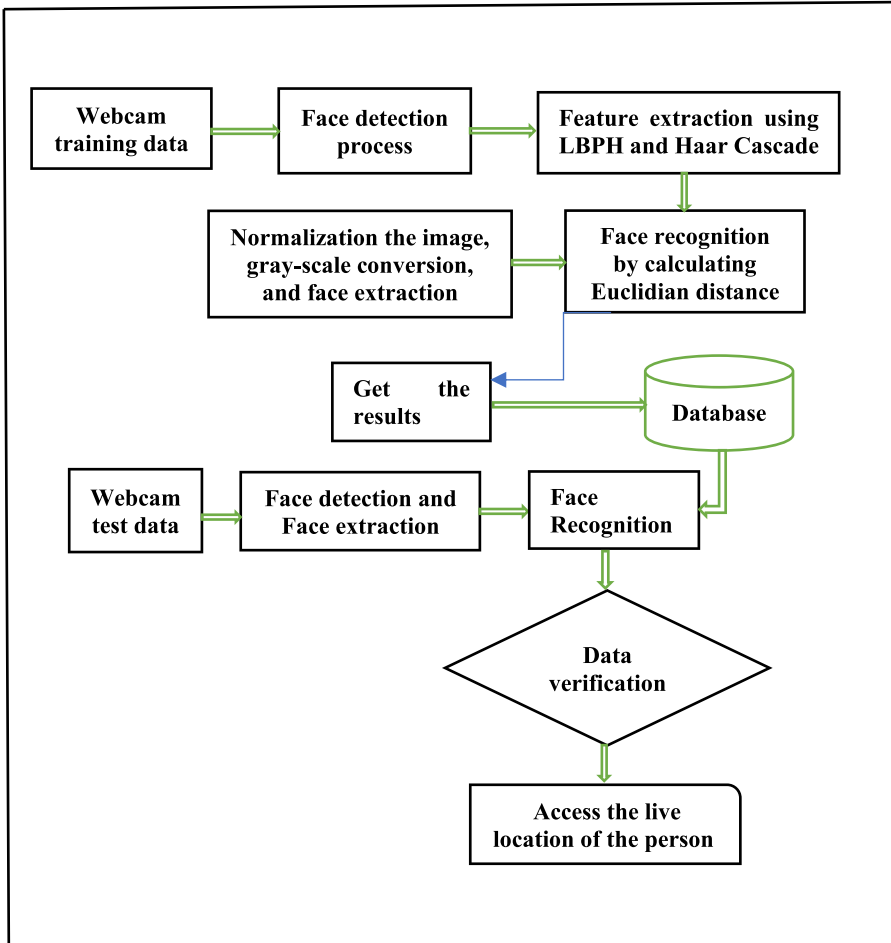 Webcam
training data
Face detection
process
Feature extraction using
LBPH and Haar Cascade
Normalization the image,
gray-scale conversion,
and face extraction
Face recognition
by calculating
Euclidian distance
Get the
results
Database
Webcam
test data
Face detection and
Face extraction
Face
Recognition
Data
verification
Access the live
location of the person